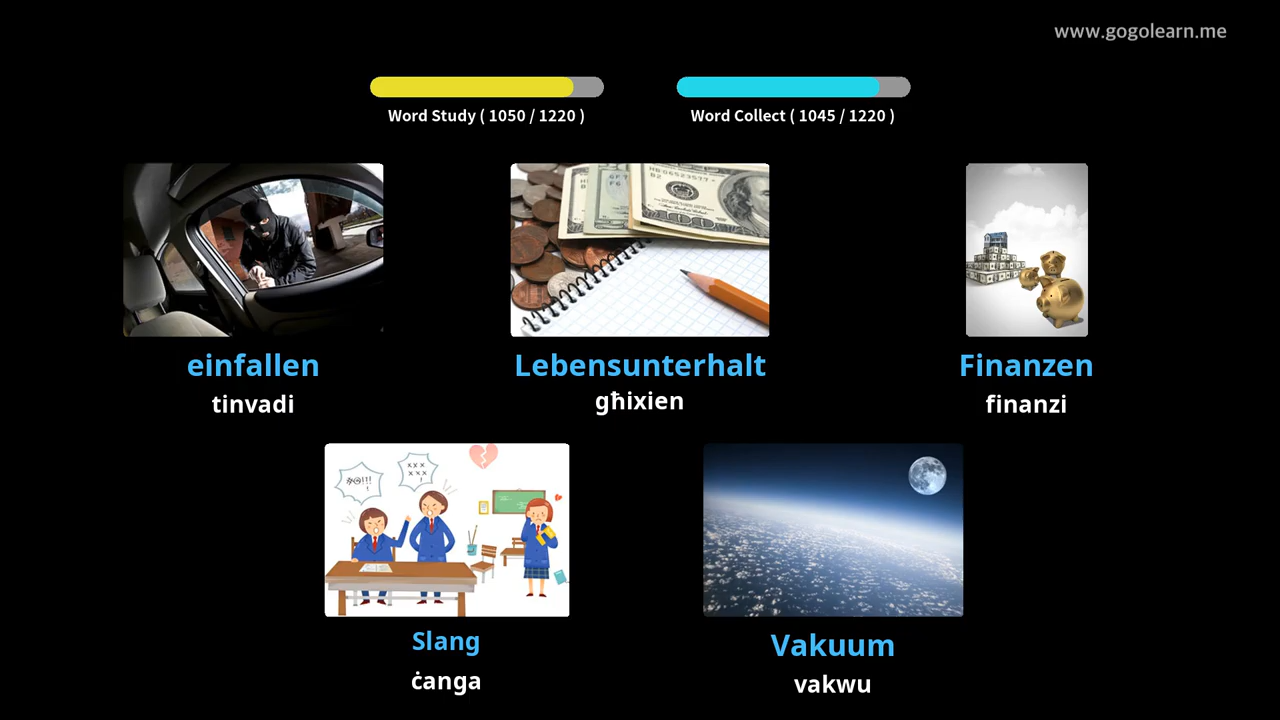 www.gogolearn.me
Word Study ( 1050 / 1220 )
Word Collect ( 1045 / 1220 )
einfallen
tinvadi
Lebensunterhalt
għixien
Finanzen
finanzi
Slang
ċanga
Vakuum
vakwu